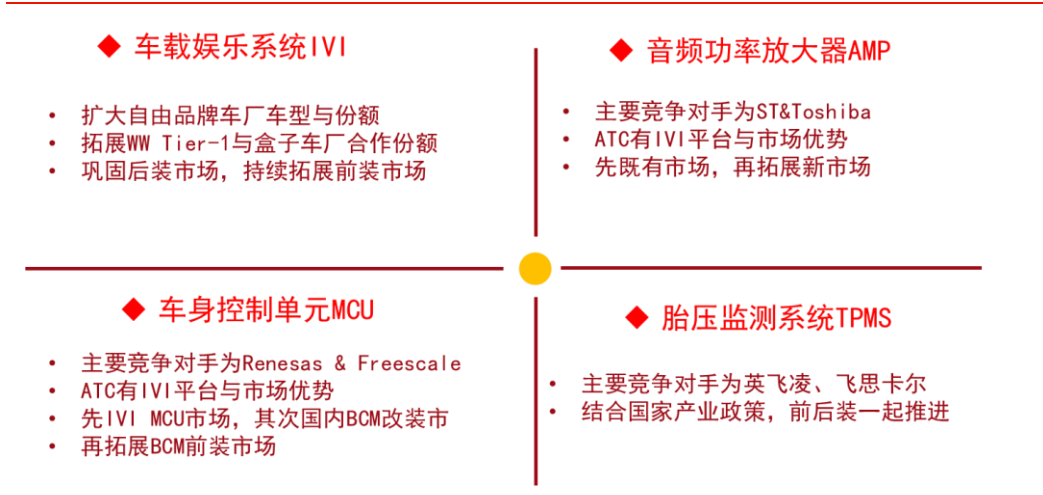 ◆ 车载娱乐系统IVI
• 扩大自由品牌车厂车型与份额
• 拓展WW Tier-1与盒子车厂合作份额
• 巩固后装市场，持续拓展前装市场
◆ 音频功率放大器AMP
• 主要竞争对手为ST&Toshiba
• ATC有IVI平台与市场优势
• 先既有市场，再拓展新市场
◆ 车身控制单元MCU
• 主要竞争对手为Renesas & Freescale
• ATC有IVI平台与市场优势
• 先IVI MCU市场，其次国内BCM改装市
• 再拓展BCM前装市场
◆ 胎压监测系统TPMS
• 主要竞争对手为英飞凌、飞思卡尔
• 结合国家产业政策，前后装一起推进